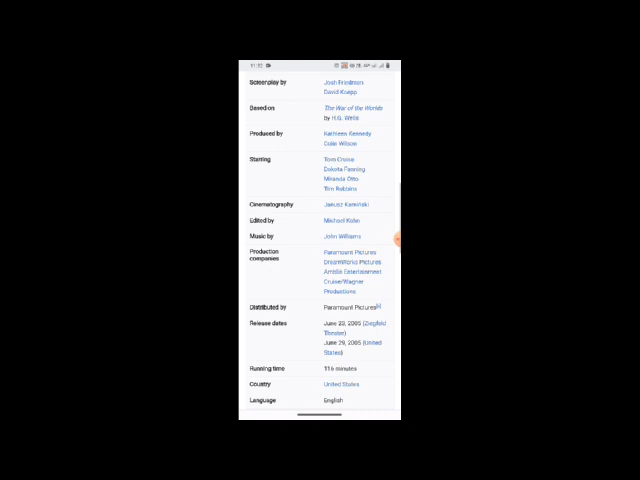 Screenplay by Josh Friedman
David Koepp
Based on The War of the Worlds
by H.G. Wells
Produced by Kathleen Kennedy
Colin Wilson
Starring Tom Cruise
Dakota Fanning
Miranda Otto
Tim Robbins
Cinematography Janusz Kamiński
Edited by Michael Kahn
Music by John Williams
Production Paramount Pictures
companies DreamWorks Pictures
Amblin Entertainment
Cruise/Wagner
Productions
Distributed by Paramount Pictures
Release dates June 23, 2005 (Ziegfeld
Theatre)
June 29, 2005 (United
States)
Running time 116 minutes
Country United States
Language English